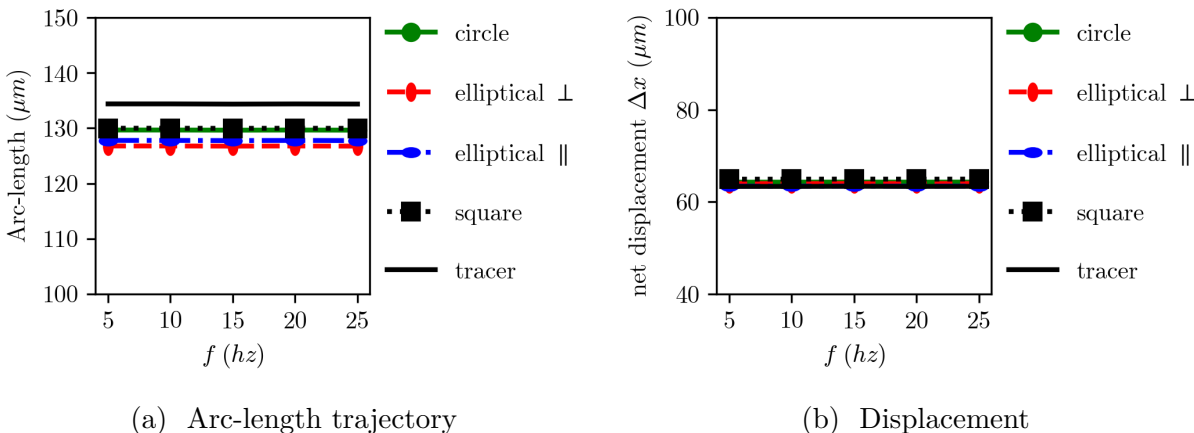 150
140
130
120
110
100
Arc-length (μm)
5 10 15 20 25
f (hz)
circle
elliptical ⊥
elliptical ∥
square
tracer
(a) Arc-length trajectory
100
80
60
40
net displacement Δx (μm)
5 10 15 20 25
f (hz)
circle
elliptical ⊥
elliptical ∥
square
tracer
(b) Displacement